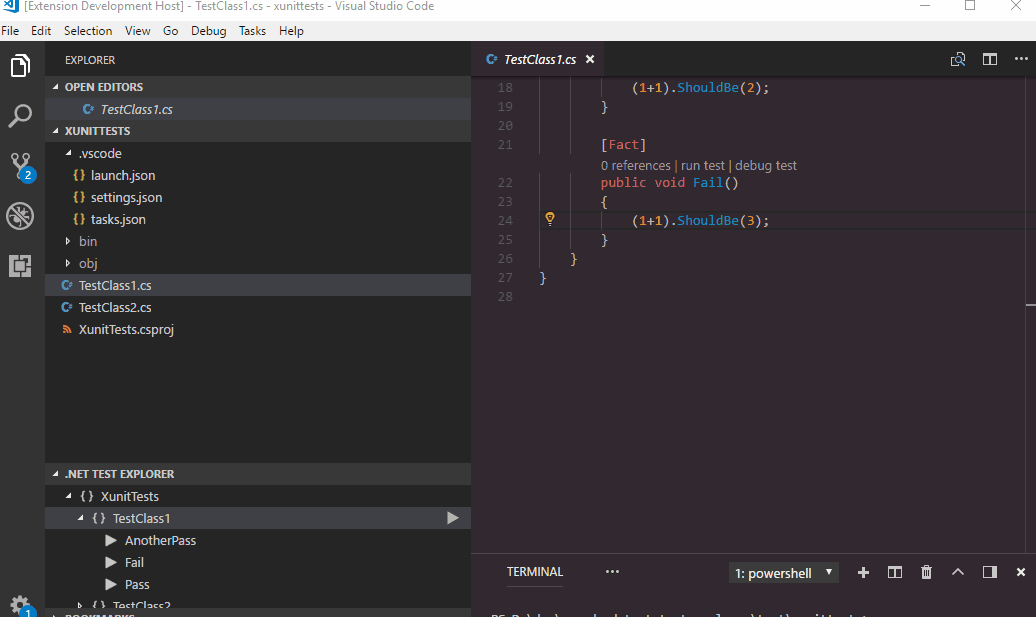 [Extension Development Host] - TestClass1.cs - xunittests - Visual Studio Code
File Edit Selection View Go Debug Tasks Help
EXPLORER
OPEN EDITORS
C# TestClass1.cs
XUNITTESTS
.vscode
{} launch.json
{} settings.json
{} tasks.json
bin
obj
C# TestClass1.cs
C# TestClass2.cs
XunitTests.csproj
2
.NET TEST EXPLORER
{} XunitTests
{} TestClass1
AnotherPass
Fail
Pass
{} TestClass2
BOOKMARKS
1
C# TestClass1.cs
18 (1+1).ShouldBe(2);
19 }
20
21 [Fact]
0 references | run test | debug test
22 public void Fail()
23 {
24 (1+1).ShouldBe(3);
25 }
26 }
27 }
28
TERMINAL
1: powershell